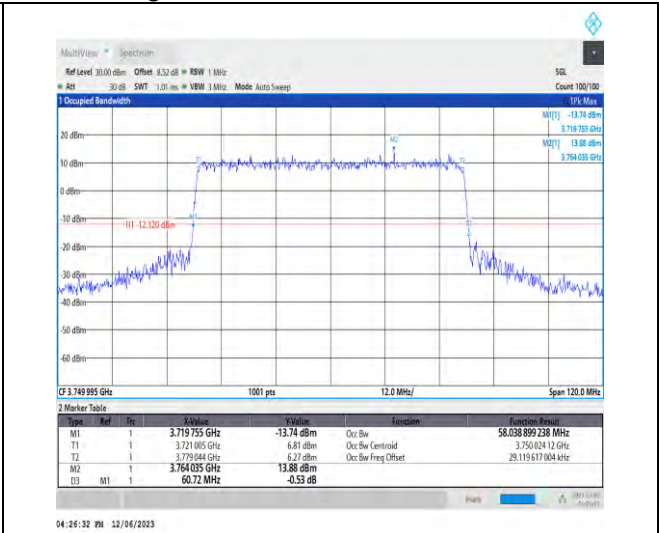 MultiView Spectrum
Ref Level 30.00 dBm Offset 8.52 dB RBW 1 MHz SGL
Att 30 dB SWT 1.01 ms VBW 3 MHz Mode Auto Sweep Count 100/100
1 Occupied Bandwidth 1Pk Max
M1[1] -13.74 dBm
3.719 755 GHz
M2[1] 13.88 dBm
3.764 035 GHz
20 dBm
M2
10 dBm T1 T2
0 dBm
-10 dBm M1
H1 -12.120 dBm D3
-20 dBm
-30 dBm
-40 dBm
-50 dBm
-60 dBm
CF 3.749 995 GHz 1001 pts 12.0 MHz/ Span 120.0 MHz
2 Marker Table
Type Ref Trc X-Value Y-Value Function Function Result
M1 1 3.719 755 GHz -13.74 dBm Occ Bw 58.038 899 238 MHz
T1 1 3.721 005 GHz 6.81 dBm Occ Bw Centroid 3.750 024 12 GHz
T2 1 3.779 044 GHz 6.27 dBm Occ Bw Freq Offset 29.119 617 004 kHz
M2 1 3.764 035 GHz 13.88 dBm
D3 M1 1 60.72 MHz -0.53 dB
Ready
04:26:32 PM 12/06/2023